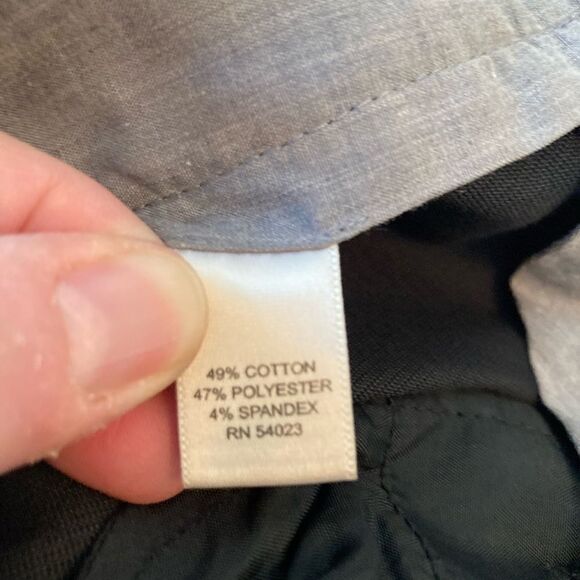 49% COTTON
47% POLYESTER
4% SPANDEX
RN 54023